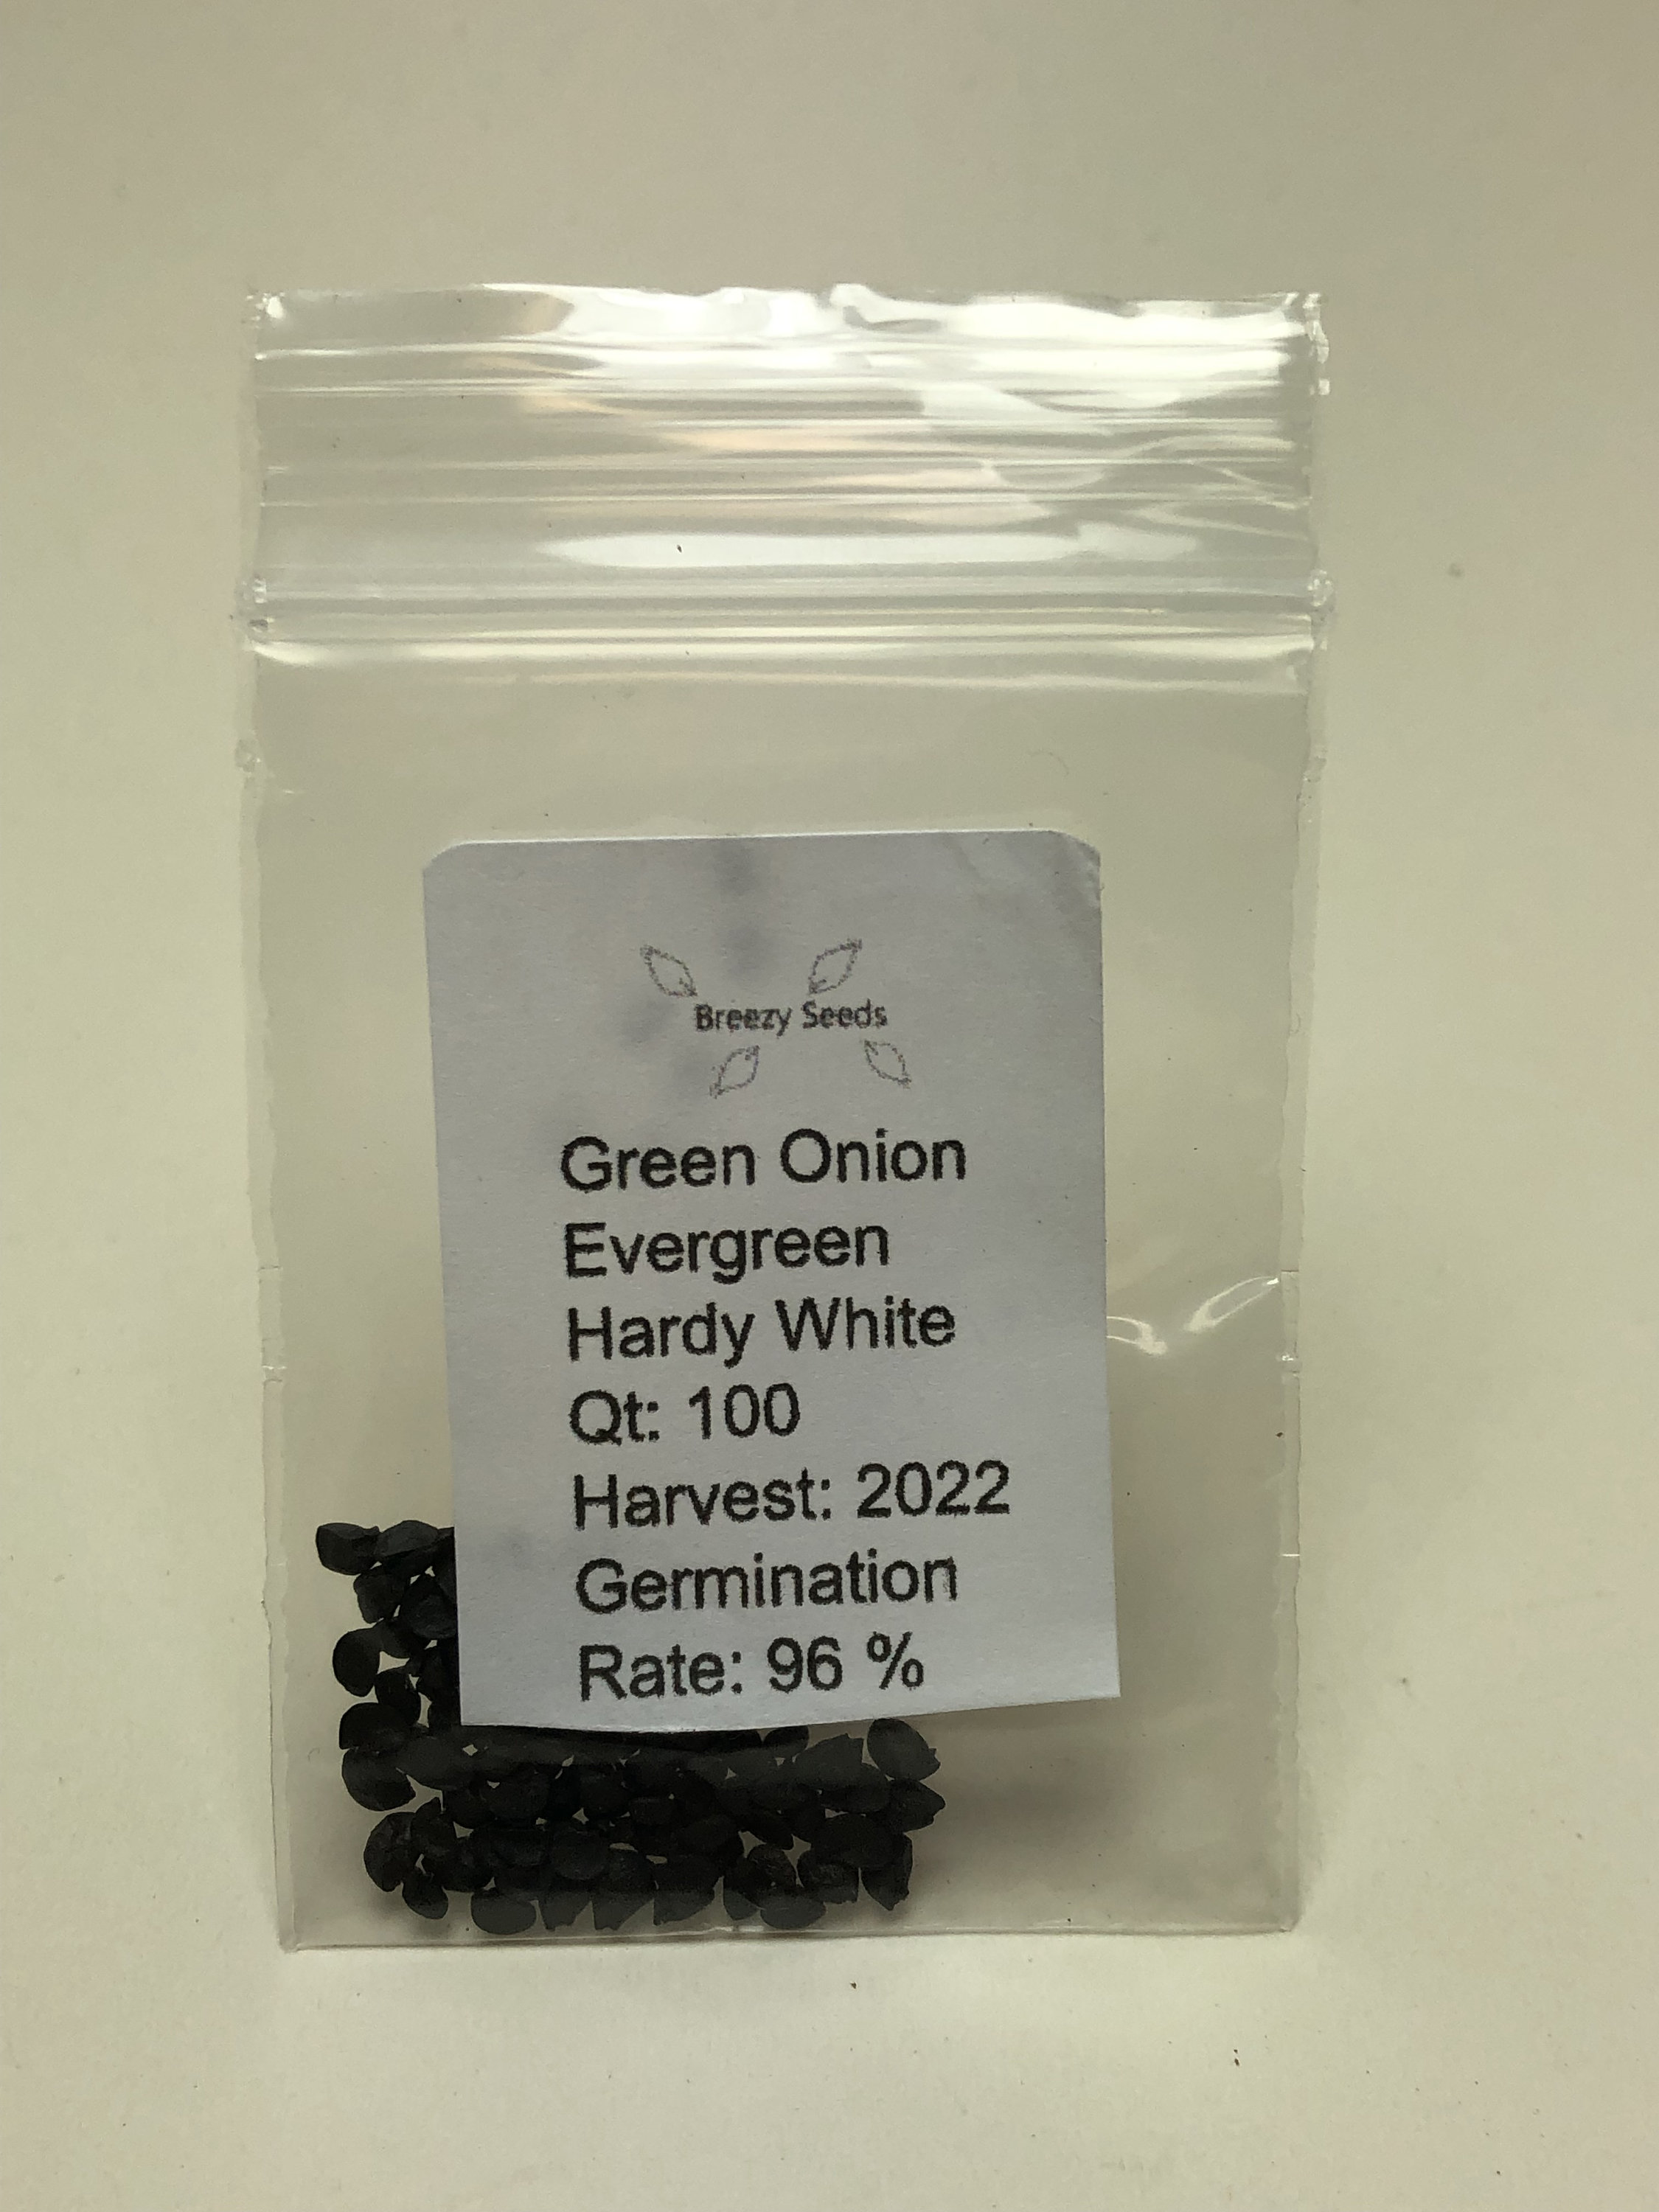 Breezy Seeds
Green Onion
Evergreen
Hardy White
Qt: 100
Harvest: 2022
Germination
Rate: 96 %